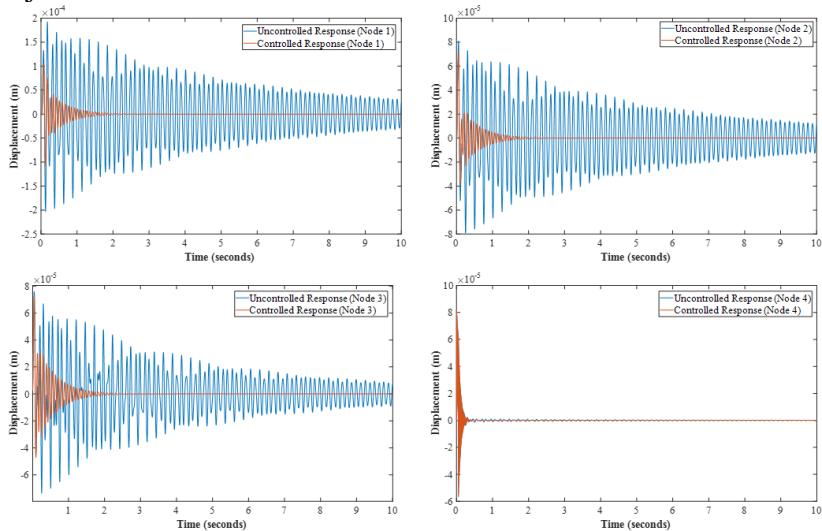 ×10⁻⁴
2
1.5
1
0.5
0
-0.5
-1
-1.5
-2
-2.5
Displacement (m)
0 1 2 3 4 5 6 7 8 9 10
Time (seconds)
Uncontrolled Response (Node 1)
Controlled Response (Node 1)
×10⁻⁵
10
8
6
4
2
0
-2
-4
-6
-8
Displacement (m)
0 1 2 3 4 5 6 7 8 9 10
Time (seconds)
Uncontrolled Response (Node 2)
Controlled Response (Node 2)
×10⁻⁵
8
6
4
2
0
-2
-4
-6
Displacement (m)
1 2 3 4 5 6 7 8 9 10
Time (seconds)
Uncontrolled Response (Node 3)
Controlled Response (Node 3)
×10⁻⁵
10
8
6
4
2
0
-2
-4
-6
Displacement (m)
0 1 2 3 4 5 6 7 8 9 10
Time (seconds)
Uncontrolled Response (Node 4)
Controlled Response (Node 4)